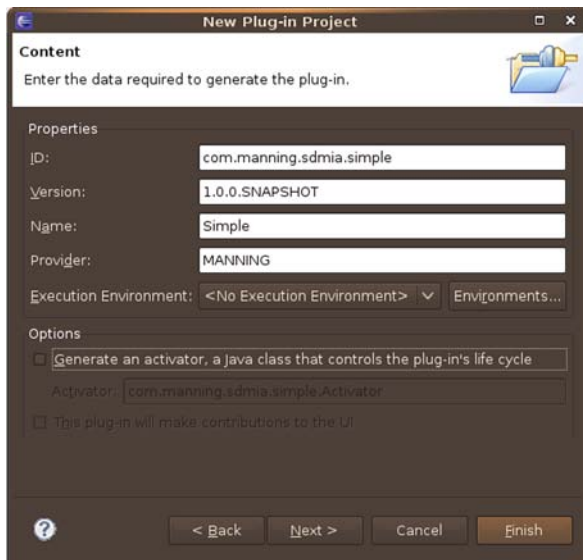 New Plug-in Project
Content
Enter the data required to generate the plug-in.
Properties
ID: com.manning.sdmia.simple
Version: 1.0.0.SNAPSHOT
Name: Simple
Provider: MANNING
Execution Environment: <No Execution Environment> Environments...
Options
Generate an activator, a Java class that controls the plug-in's life cycle
Activator: com.manning.sdmia.simple.Activator
This plug-in will make contributions to the UI
? < Back Next > Cancel Finish